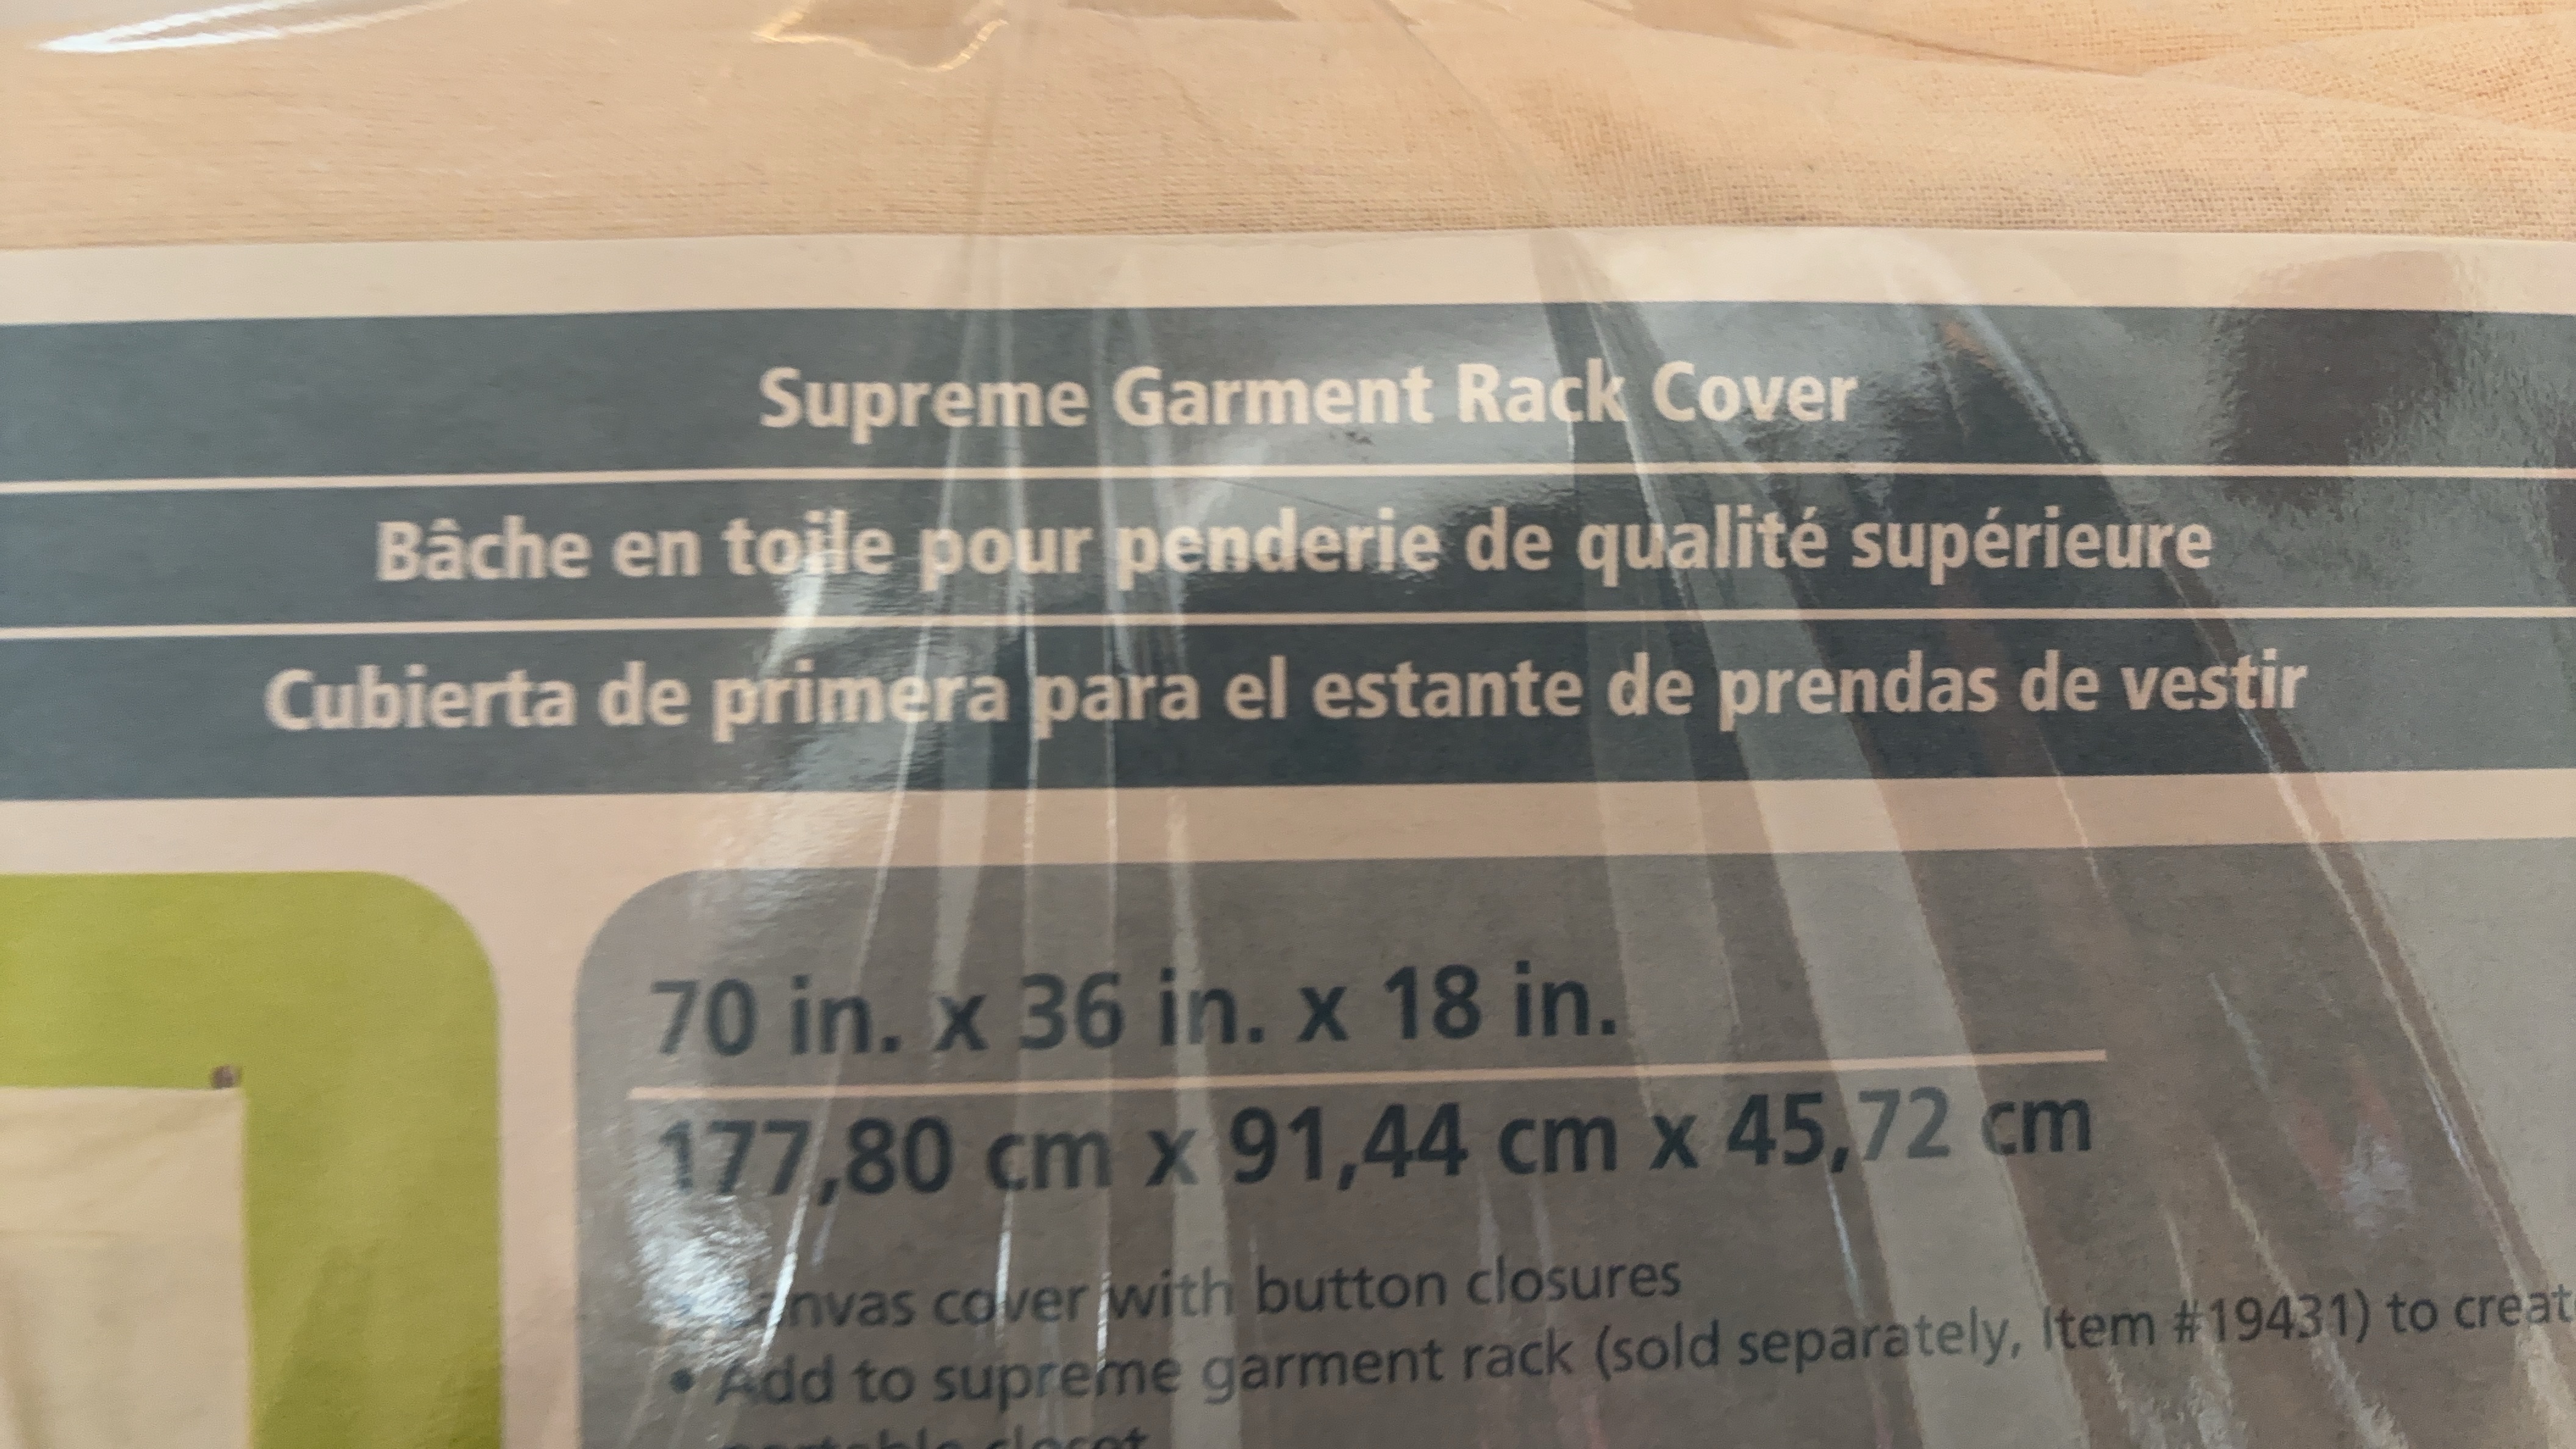 Supreme Garment Rack Cover
Bâche en toile pour penderie de qualité supérieure
Cubierta de primera para el estante de prendas de vestir
70 in. x 36 in. x 18 in.
177,80 cm x 91,44 cm x 45,72 cm
cover with button closures
• Add to supreme garment rack (sold separately, Item #19431) to
closet